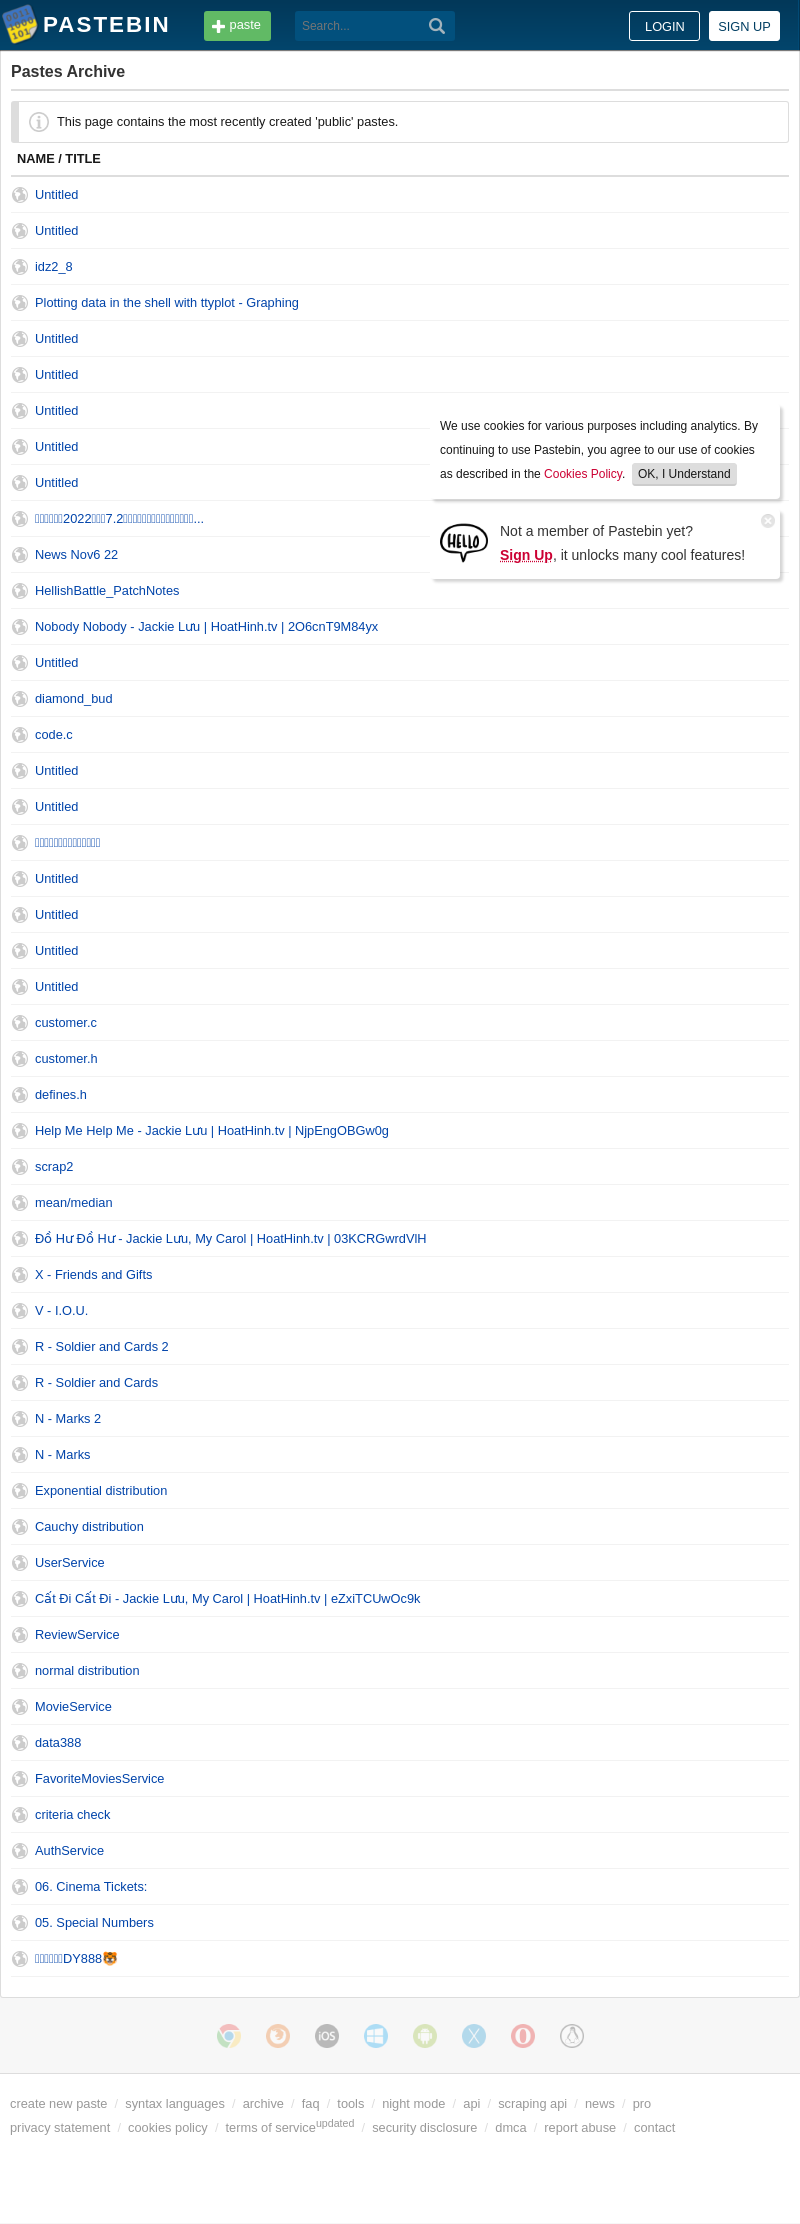 PASTEBIN
paste
Search...
LOGIN
SIGN UP
Pastes Archive
This page contains the most recently created 'public' pastes.
NAME / TITLE
Untitled
Untitled
idz2_8
Plotting data in the shell with ttyplot - Graphing
Untitled
Untitled
Untitled
Untitled
Untitled
2022 7.2 ...
News Nov6 22
HellishBattle_PatchNotes
We use cookies for various purposes including analytics. By
continuing to use Pastebin, you agree to our use of cookies
as described in the Cookies Policy. OK, I Understand
HELLO
Not a member of Pastebin yet?
Sign Up, it unlocks many cool features!
Nobody Nobody - Jackie Lưu | HoatHinh.tv | 2O6cnT9M84yx
Untitled
diamond_bud
code.c
Untitled
Untitled
Untitled
Untitled
Untitled
Untitled
customer.c
customer.h
defines.h
Help Me Help Me - Jackie Lưu | HoatHinh.tv | NjpEngOBGw0g
scrap2
mean/median
Đồ Hư Đồ Hư - Jackie Lưu, My Carol | HoatHinh.tv | 03KCRGwrdVlH
X - Friends and Gifts
V - I.O.U.
R - Soldier and Cards 2
R - Soldier and Cards
N - Marks 2
N - Marks
Exponential distribution
Cauchy distribution
UserService
Cất Đi Cất Đi - Jackie Lưu, My Carol | HoatHinh.tv | eZxiTCUwOc9k
ReviewService
normal distribution
MovieService
data388
FavoriteMoviesService
criteria check
AuthService
06. Cinema Tickets:
05. Special Numbers
DY888🐯
iOS
create new paste / syntax languages / archive / faq / tools / night mode / api / scraping api / news / pro
privacy statement / cookies policy / terms of service updated / security disclosure / dmca / report abuse / contact